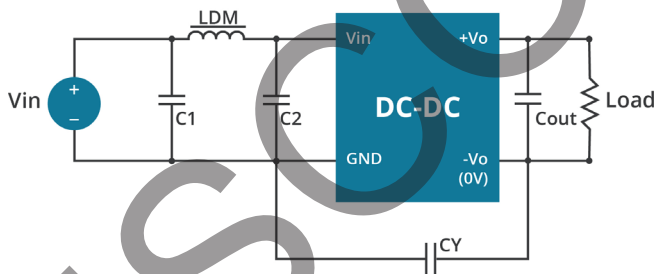 LDM
Vin
+Vo
Vin
+
−
C1
C2
DC-DC
Cout
Load
GND
-Vo
(0V)
CY